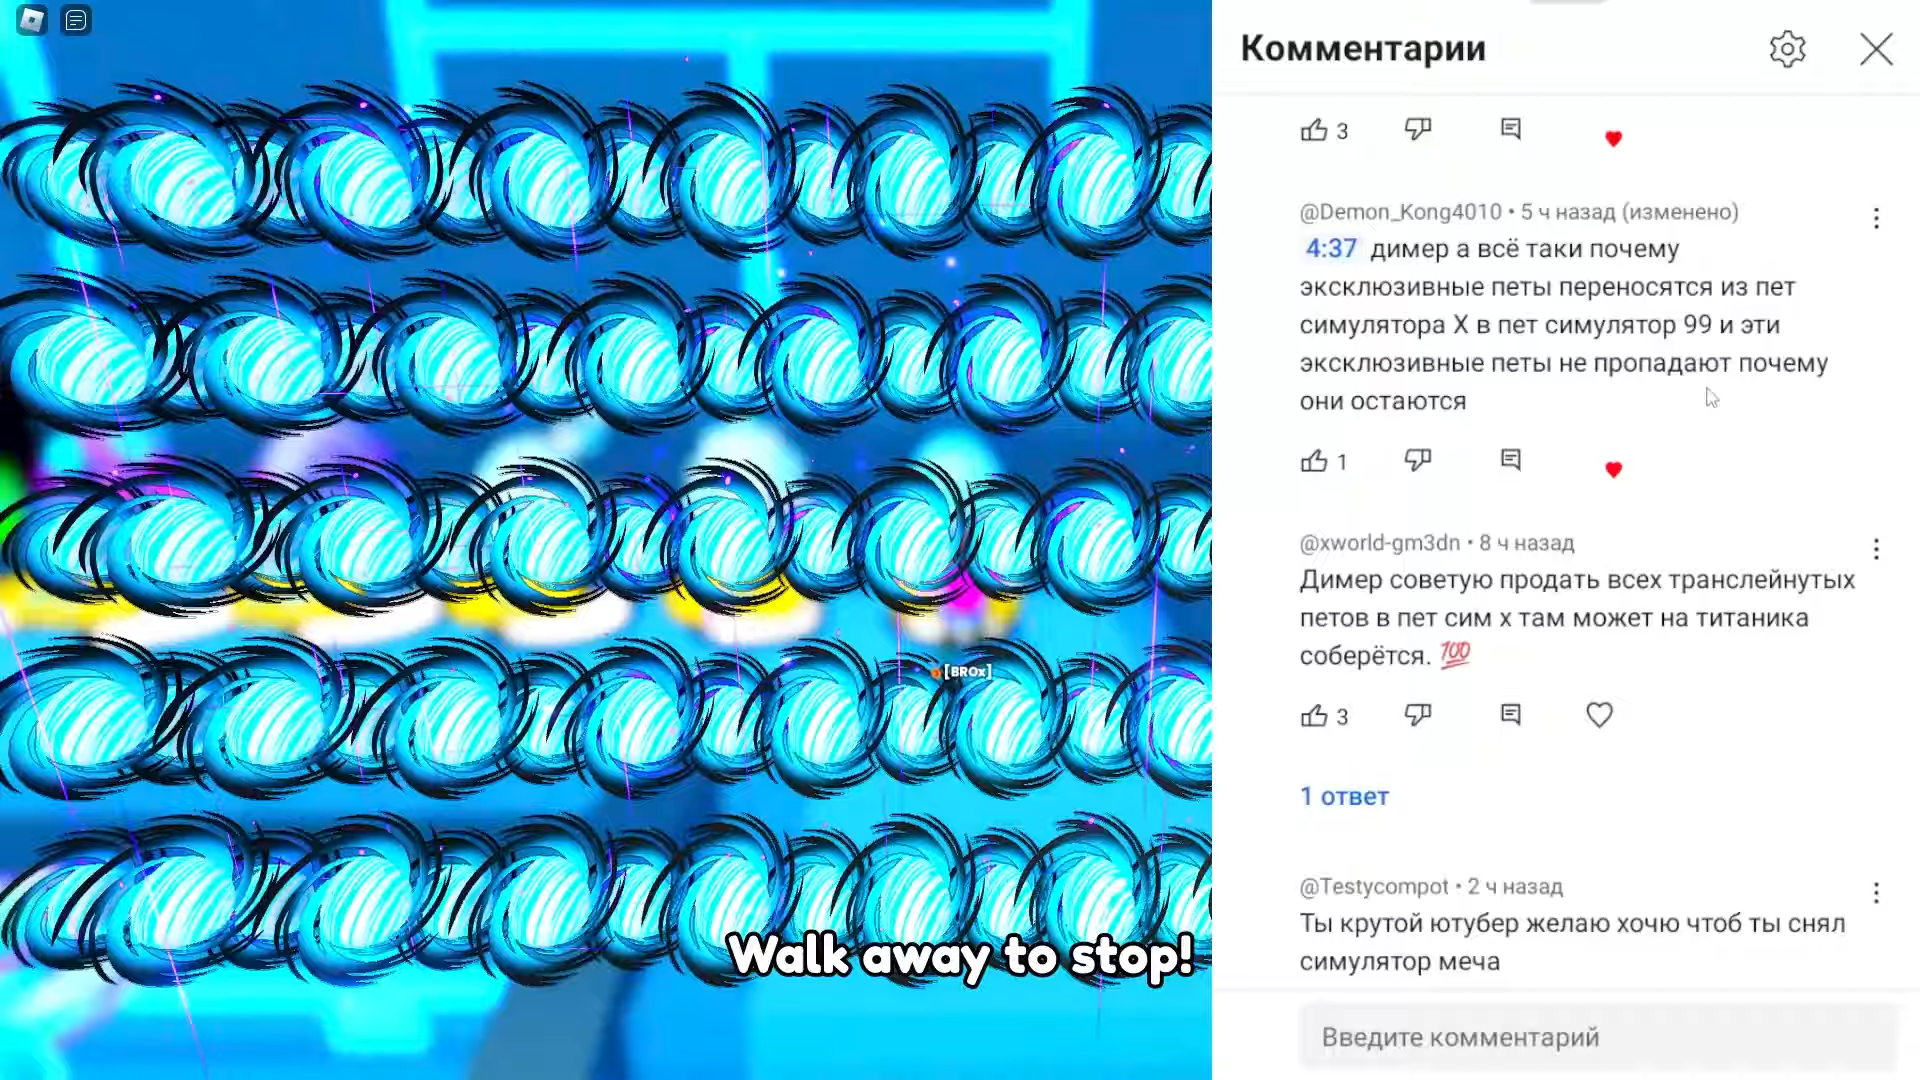 [BROx]
Walk away to stop!
Комментарии
3
@Demon_Kong4010 • 5 ч назад (изменено)
4:37 димер а всё таки почему
эксклюзивные петы переносятся из пет
симулятора X в пет симулятор 99 и эти
эксклюзивные петы не пропадают почему
они остаются
1
@xworld-gm3dn • 8 ч назад
Димер советую продать всех транслейнутых
петов в пет сим х там может на титаника
соберётся. 💯
3
1 ответ
@Testycompot • 2 ч назад
Ты крутой ютубер желаю хочю чтоб ты снял
симулятор меча
Введите комментарий